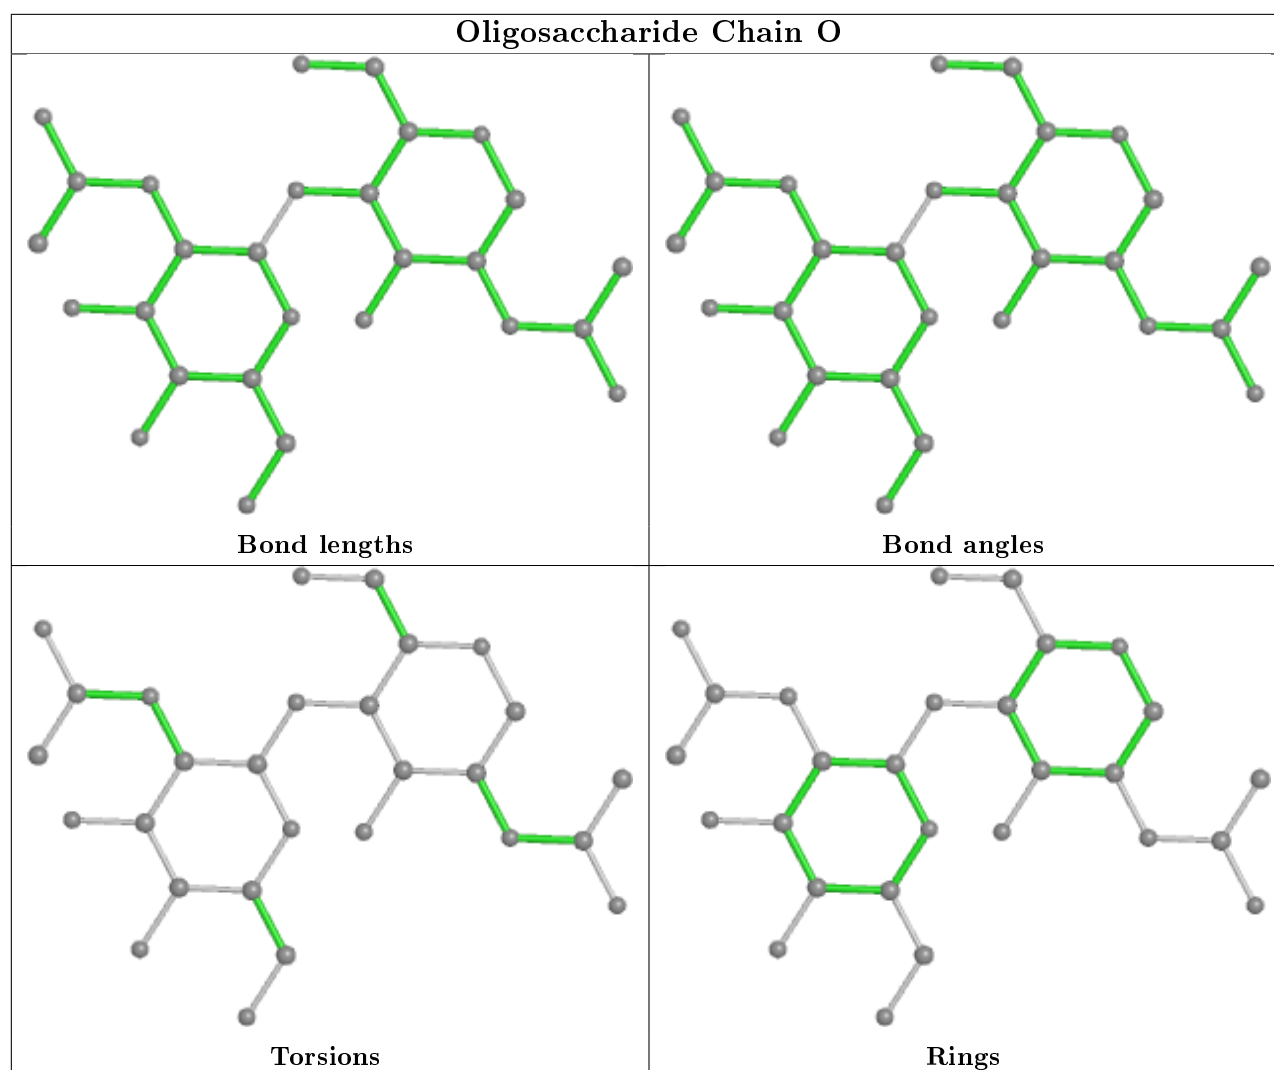 Oligosaccharide Chain O
Bond lengths
Bond angles
Torsions
Rings